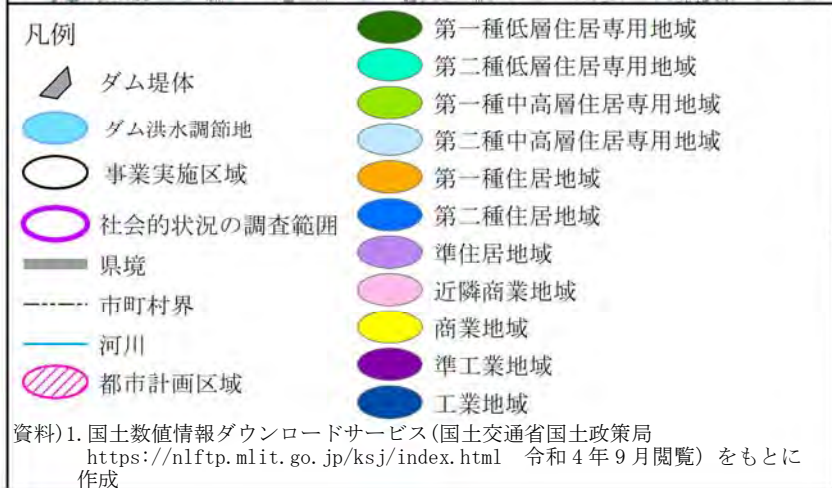 凡例
ダム堤体
ダム洪水調節地
事業実施区域
社会的状況の調査範囲
県境
市町村界
河川
都市計画区域
第一種低層住居専用地域
第二種低層住居専用地域
第一種中高層住居専用地域
第二種中高層住居専用地域
第一種住居地域
第二種住居地域
準住居地域
近隣商業地域
商業地域
準工業地域
工業地域
資料)1.国土数値情報ダウンロードサービス(国土交通省国土政策局
https://nlftp.mlit.go.jp/ksj/index.html 令和4年9月閲覧）をもとに
作成